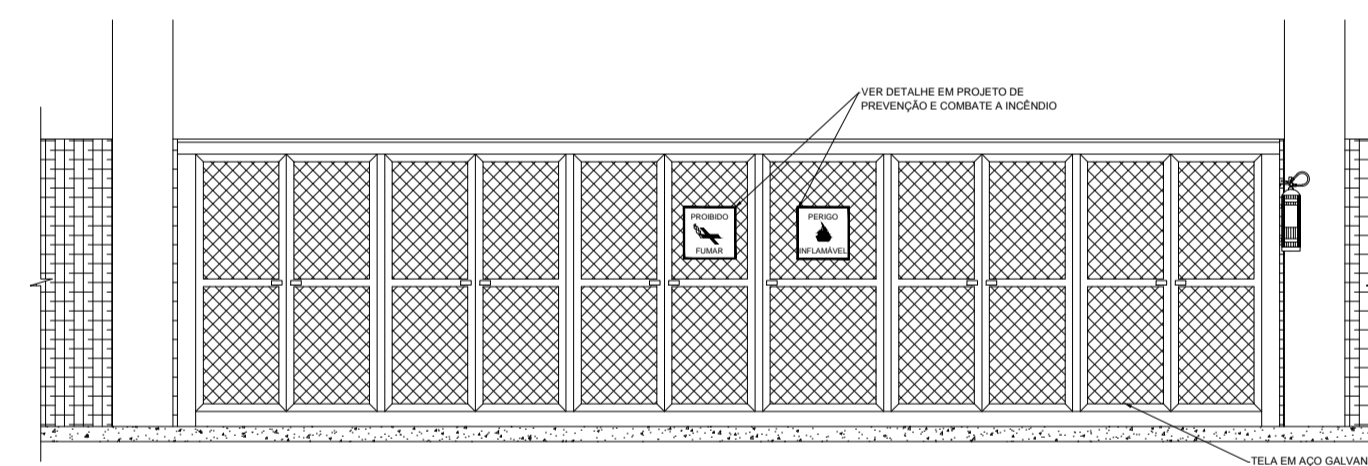 VER DETALHE EM PROJETO DE
PREVENÇÃO E COMBATE A INCÊNDIO
PROIBIDO
FUMAR
PERIGO
INFLAMÁVEL
TELA EM AÇO GALVAN